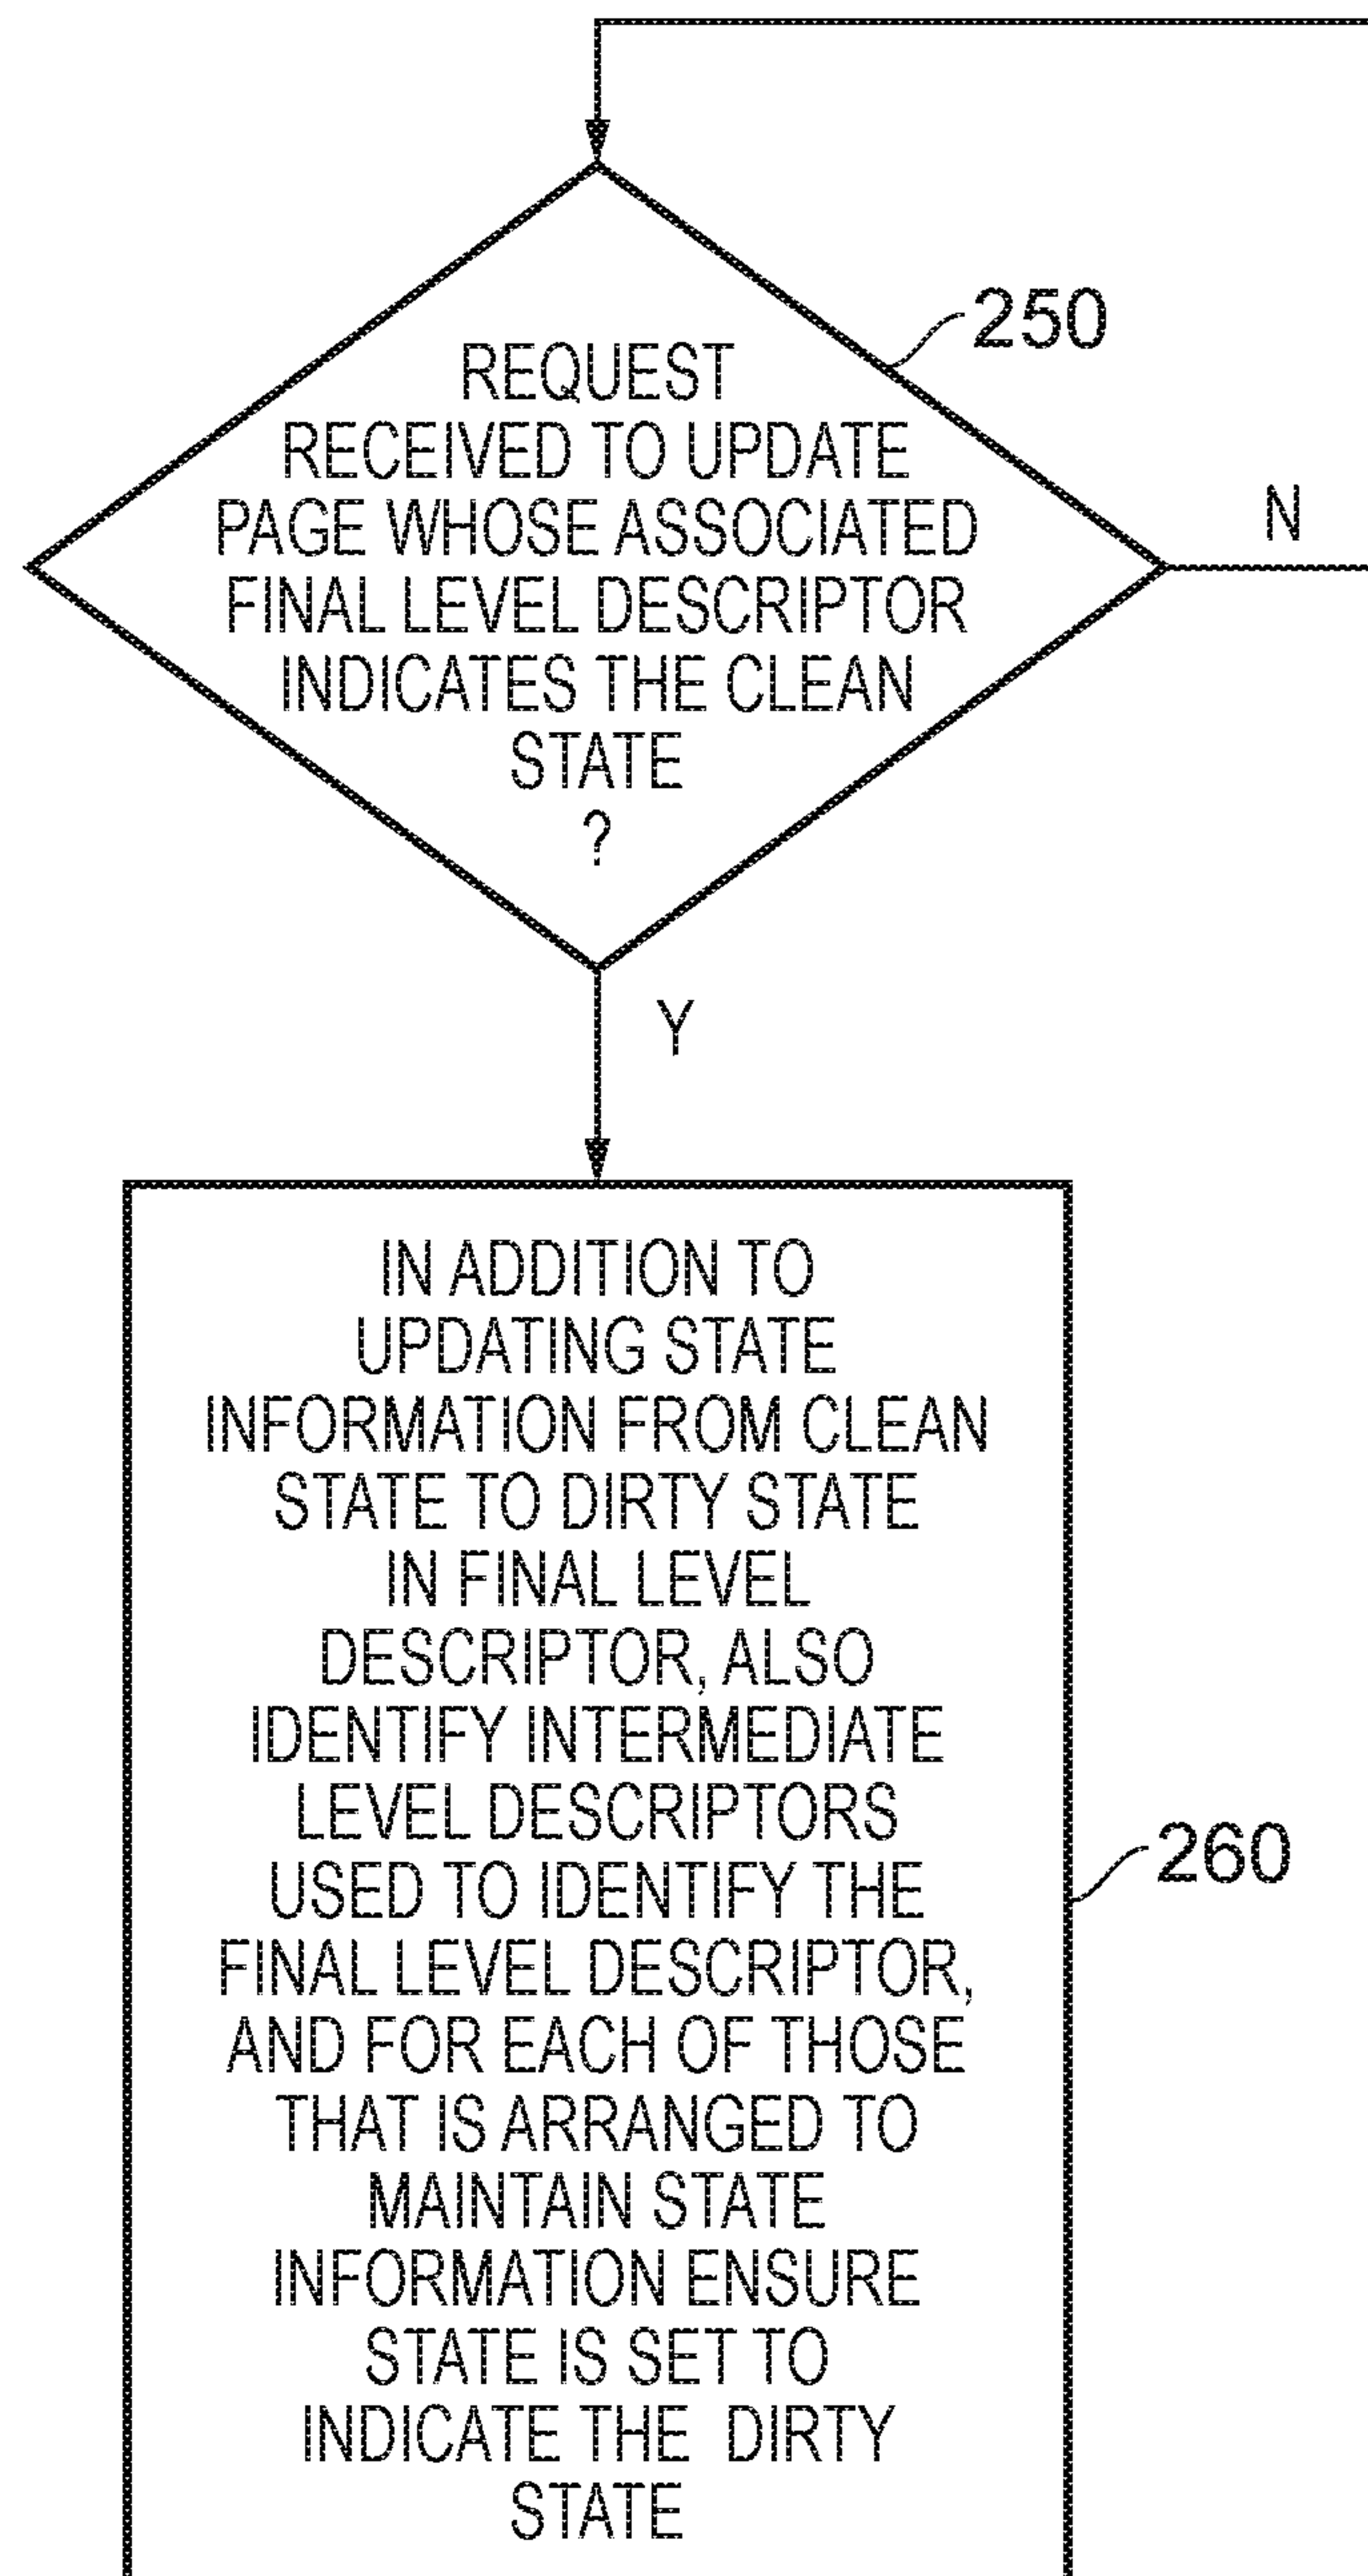 250
REQUEST
RECEIVED TO UPDATE
PAGE WHOSE ASSOCIATED
FINAL LEVEL DESCRIPTOR
INDICATES THE CLEAN
STATE
?
N
Y
IN ADDITION TO
UPDATING STATE
INFORMATION FROM CLEAN
STATE TO DIRTY STATE
IN FINAL LEVEL
DESCRIPTOR, ALSO
IDENTIFY INTERMEDIATE
LEVEL DESCRIPTORS
USED TO IDENTIFY THE
FINAL LEVEL DESCRIPTOR,
AND FOR EACH OF THOSE
THAT IS ARRANGED TO
MAINTAIN STATE
INFORMATION ENSURE
STATE IS SET TO
INDICATE THE DIRTY
STATE
260